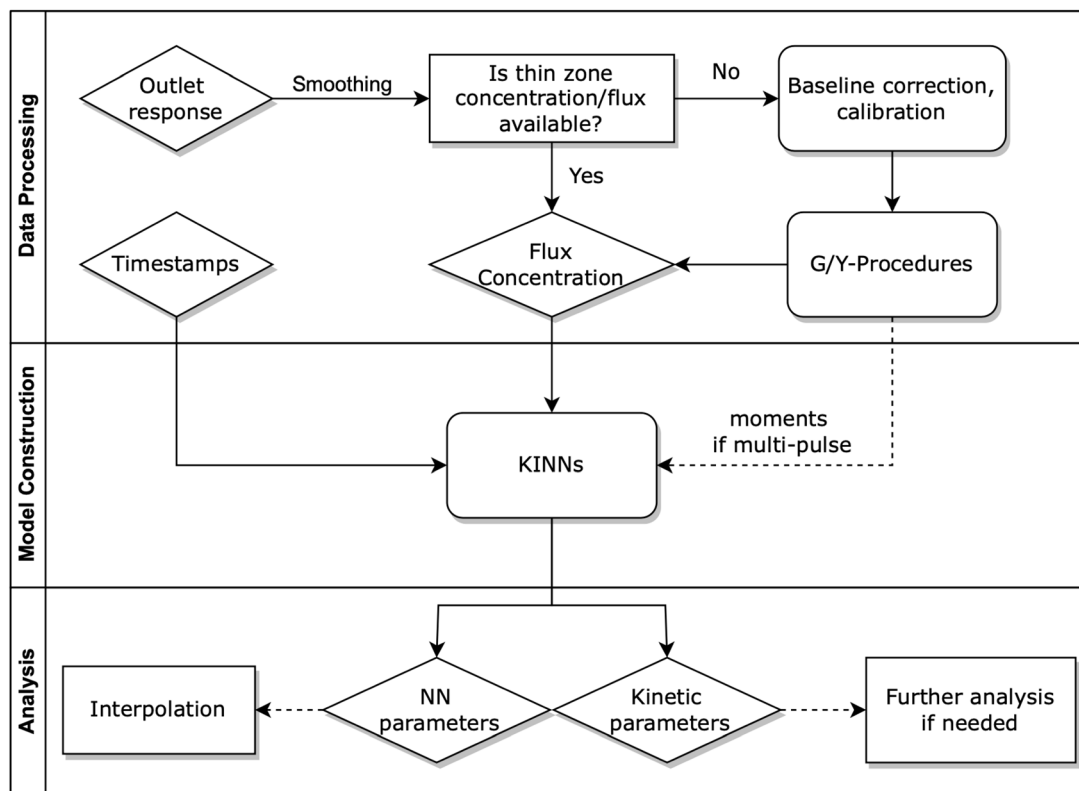 Data Processing
Outlet
response
Smoothing
Is thin zone
concentration/flux
available?
No
Baseline correction,
calibration
Yes
Timestamps
Flux
Concentration
G/Y-Procedures
Model Construction
KINNs
moments
if multi-pulse
Analysis
Interpolation
NN
parameters
Kinetic
parameters
Further analysis
if needed